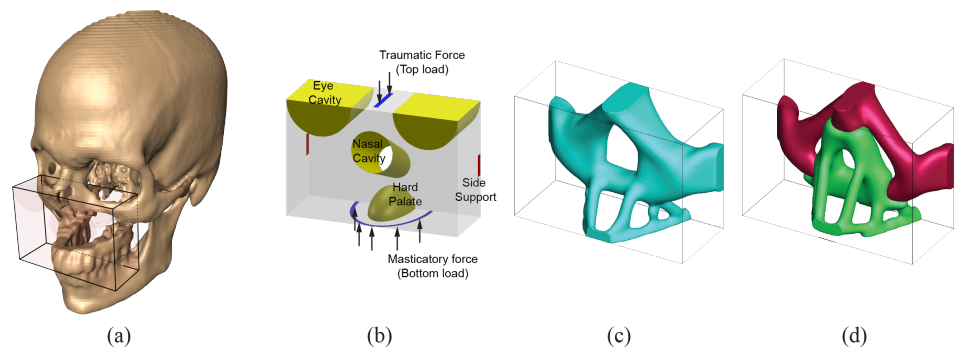 Traumatic Force
(Top load)
Eye
Cavity
Nasal
Cavity
Hard
Palate
Side
Support
Masticatory force
(Bottom load)
(a)
(b)
(c)
(d)